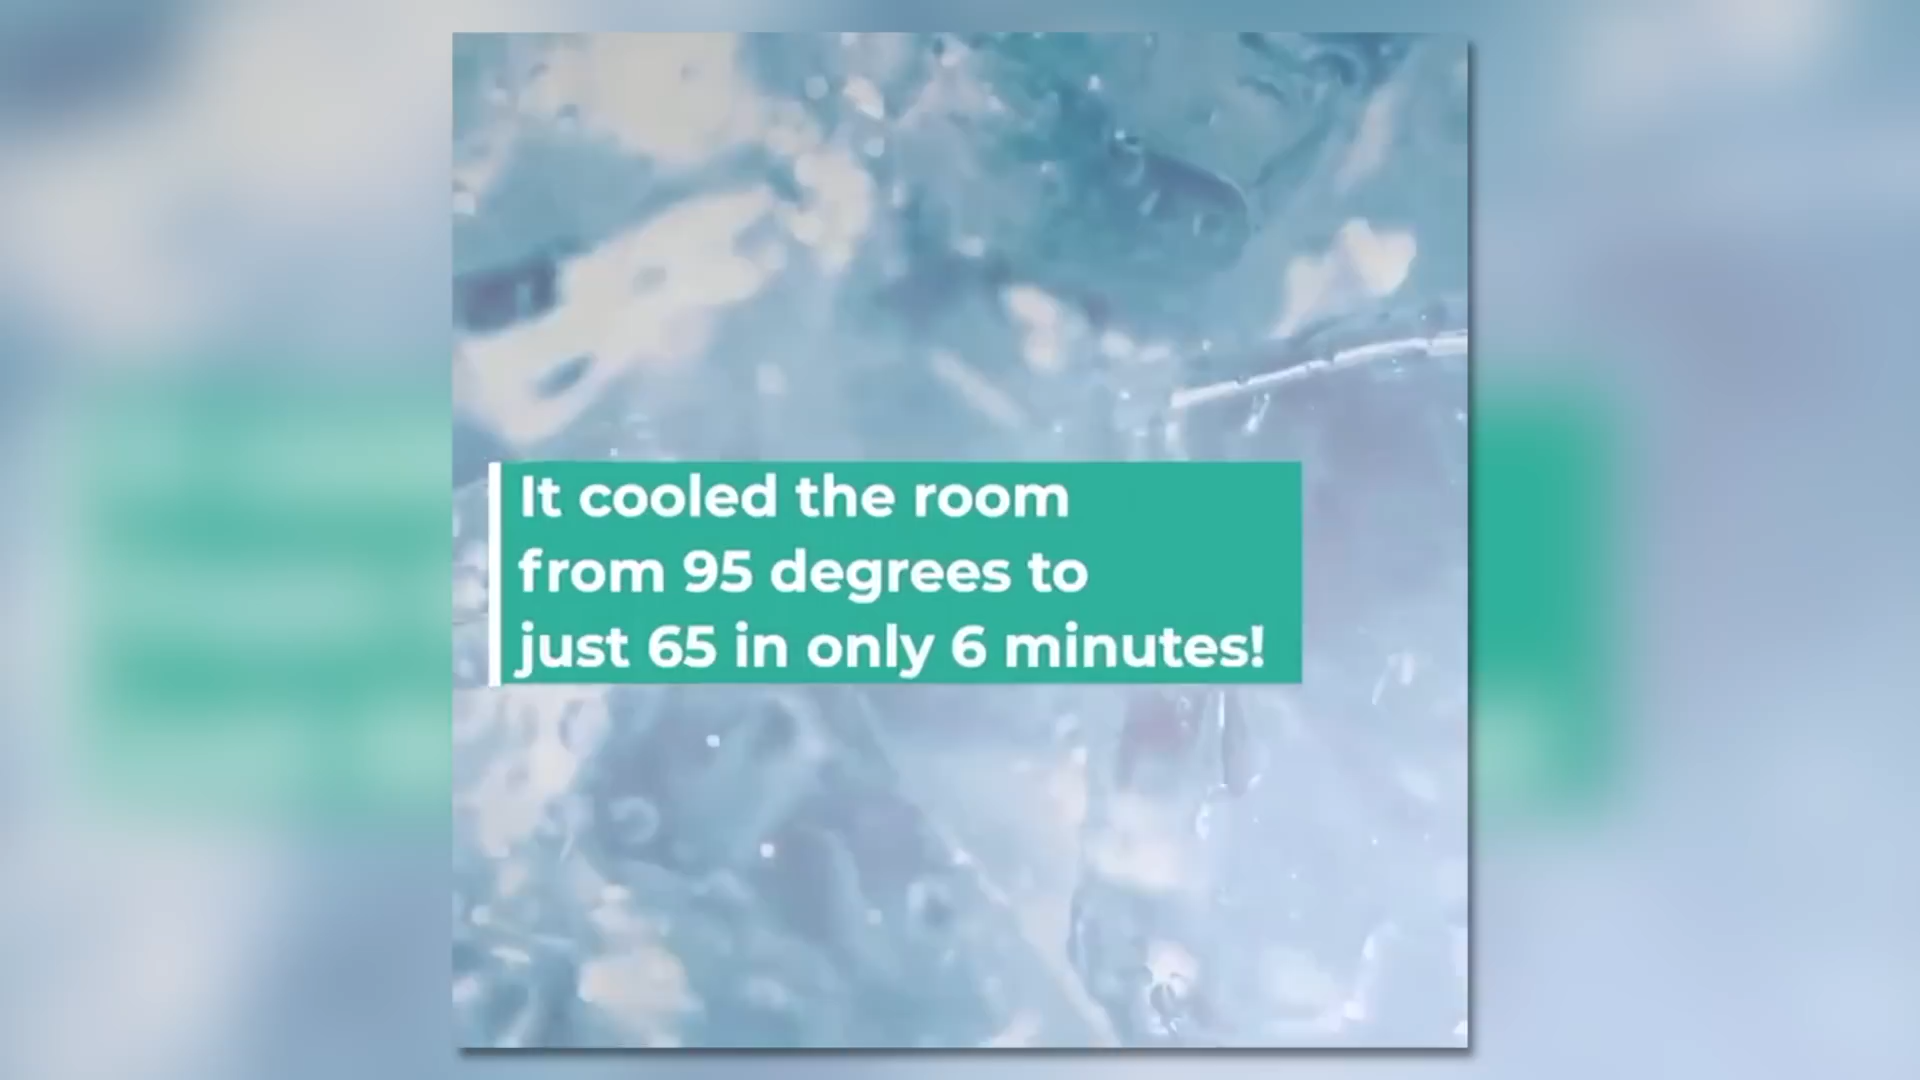 It cooled the room
from 95 degrees to
just 65 in only 6 minutes!